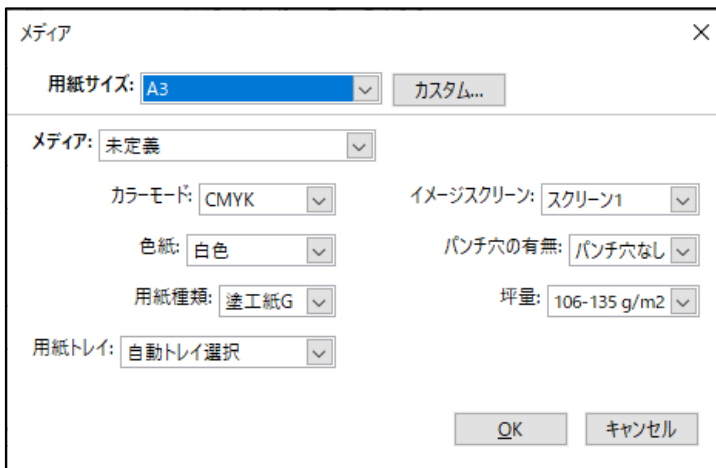 メディア
用紙サイズ: A3 カスタム...
メディア: 未定義
カラーモード: CMYK イメージスクリーン: スクリーン1
色紙: 白色 パンチ穴の有無: パンチ穴なし
用紙種類: 塗工紙G 坪量: 106-135 g/m2
用紙トレイ: 自動トレイ選択
OK キャンセル